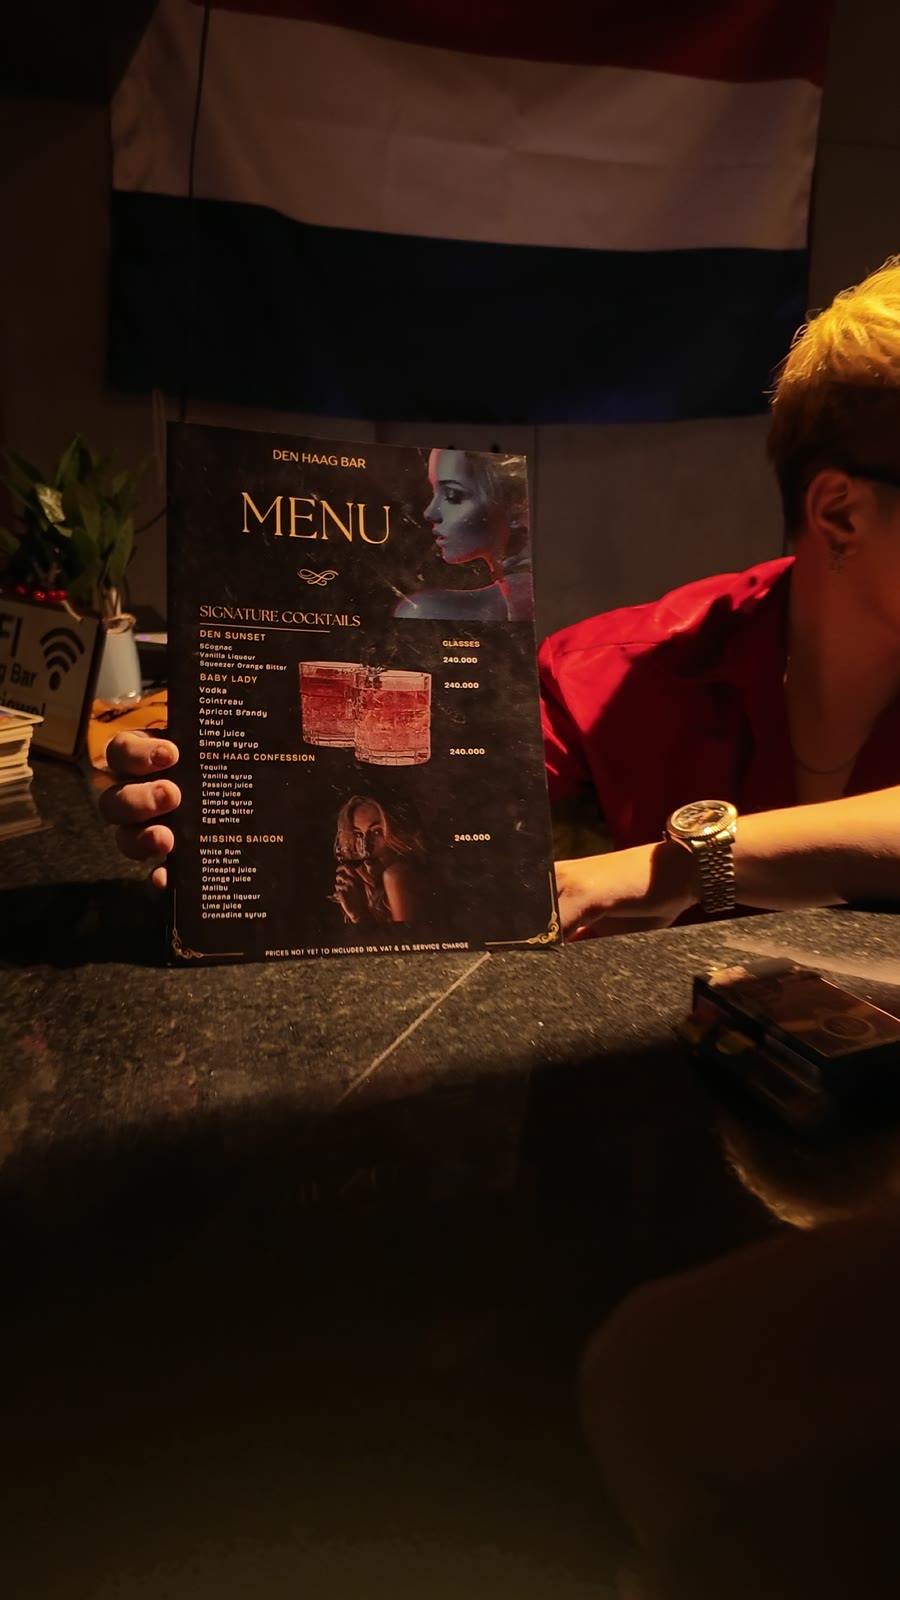 DEN HAAG BAR
MENU
SIGNATURE COCKTAILS
GLASSES
DEN SUNSET 240.000
SCognac
Vanilla Liqueur
Squeezer Orange Bitter
BABY LADY 240.000
Vodka
Cointreau
Apricot Brandy
Yakul
Lime juice
Simple syrup
DEN HAAG CONFESSION 240.000
Tequila
Vanilla syrup
Passion juice
Lime juice
Simple syrup
Orange bitter
Egg white
MISSING SAIGON 240.000
White Rum
Dark Rum
Pineaple juice
Orange juice
Malibu
Banana liqueur
Lime juice
Grenadine syrup
PRICES NOT YET TO INCLUDED 10% VAT & 5% SERVICE CHARGE
Bar